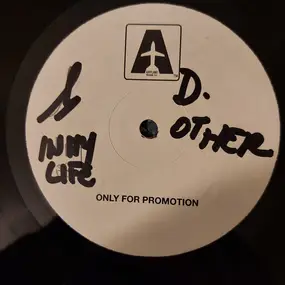 A
D.
IN MY
LIFE
OTHER
ONLY FOR PROMOTION